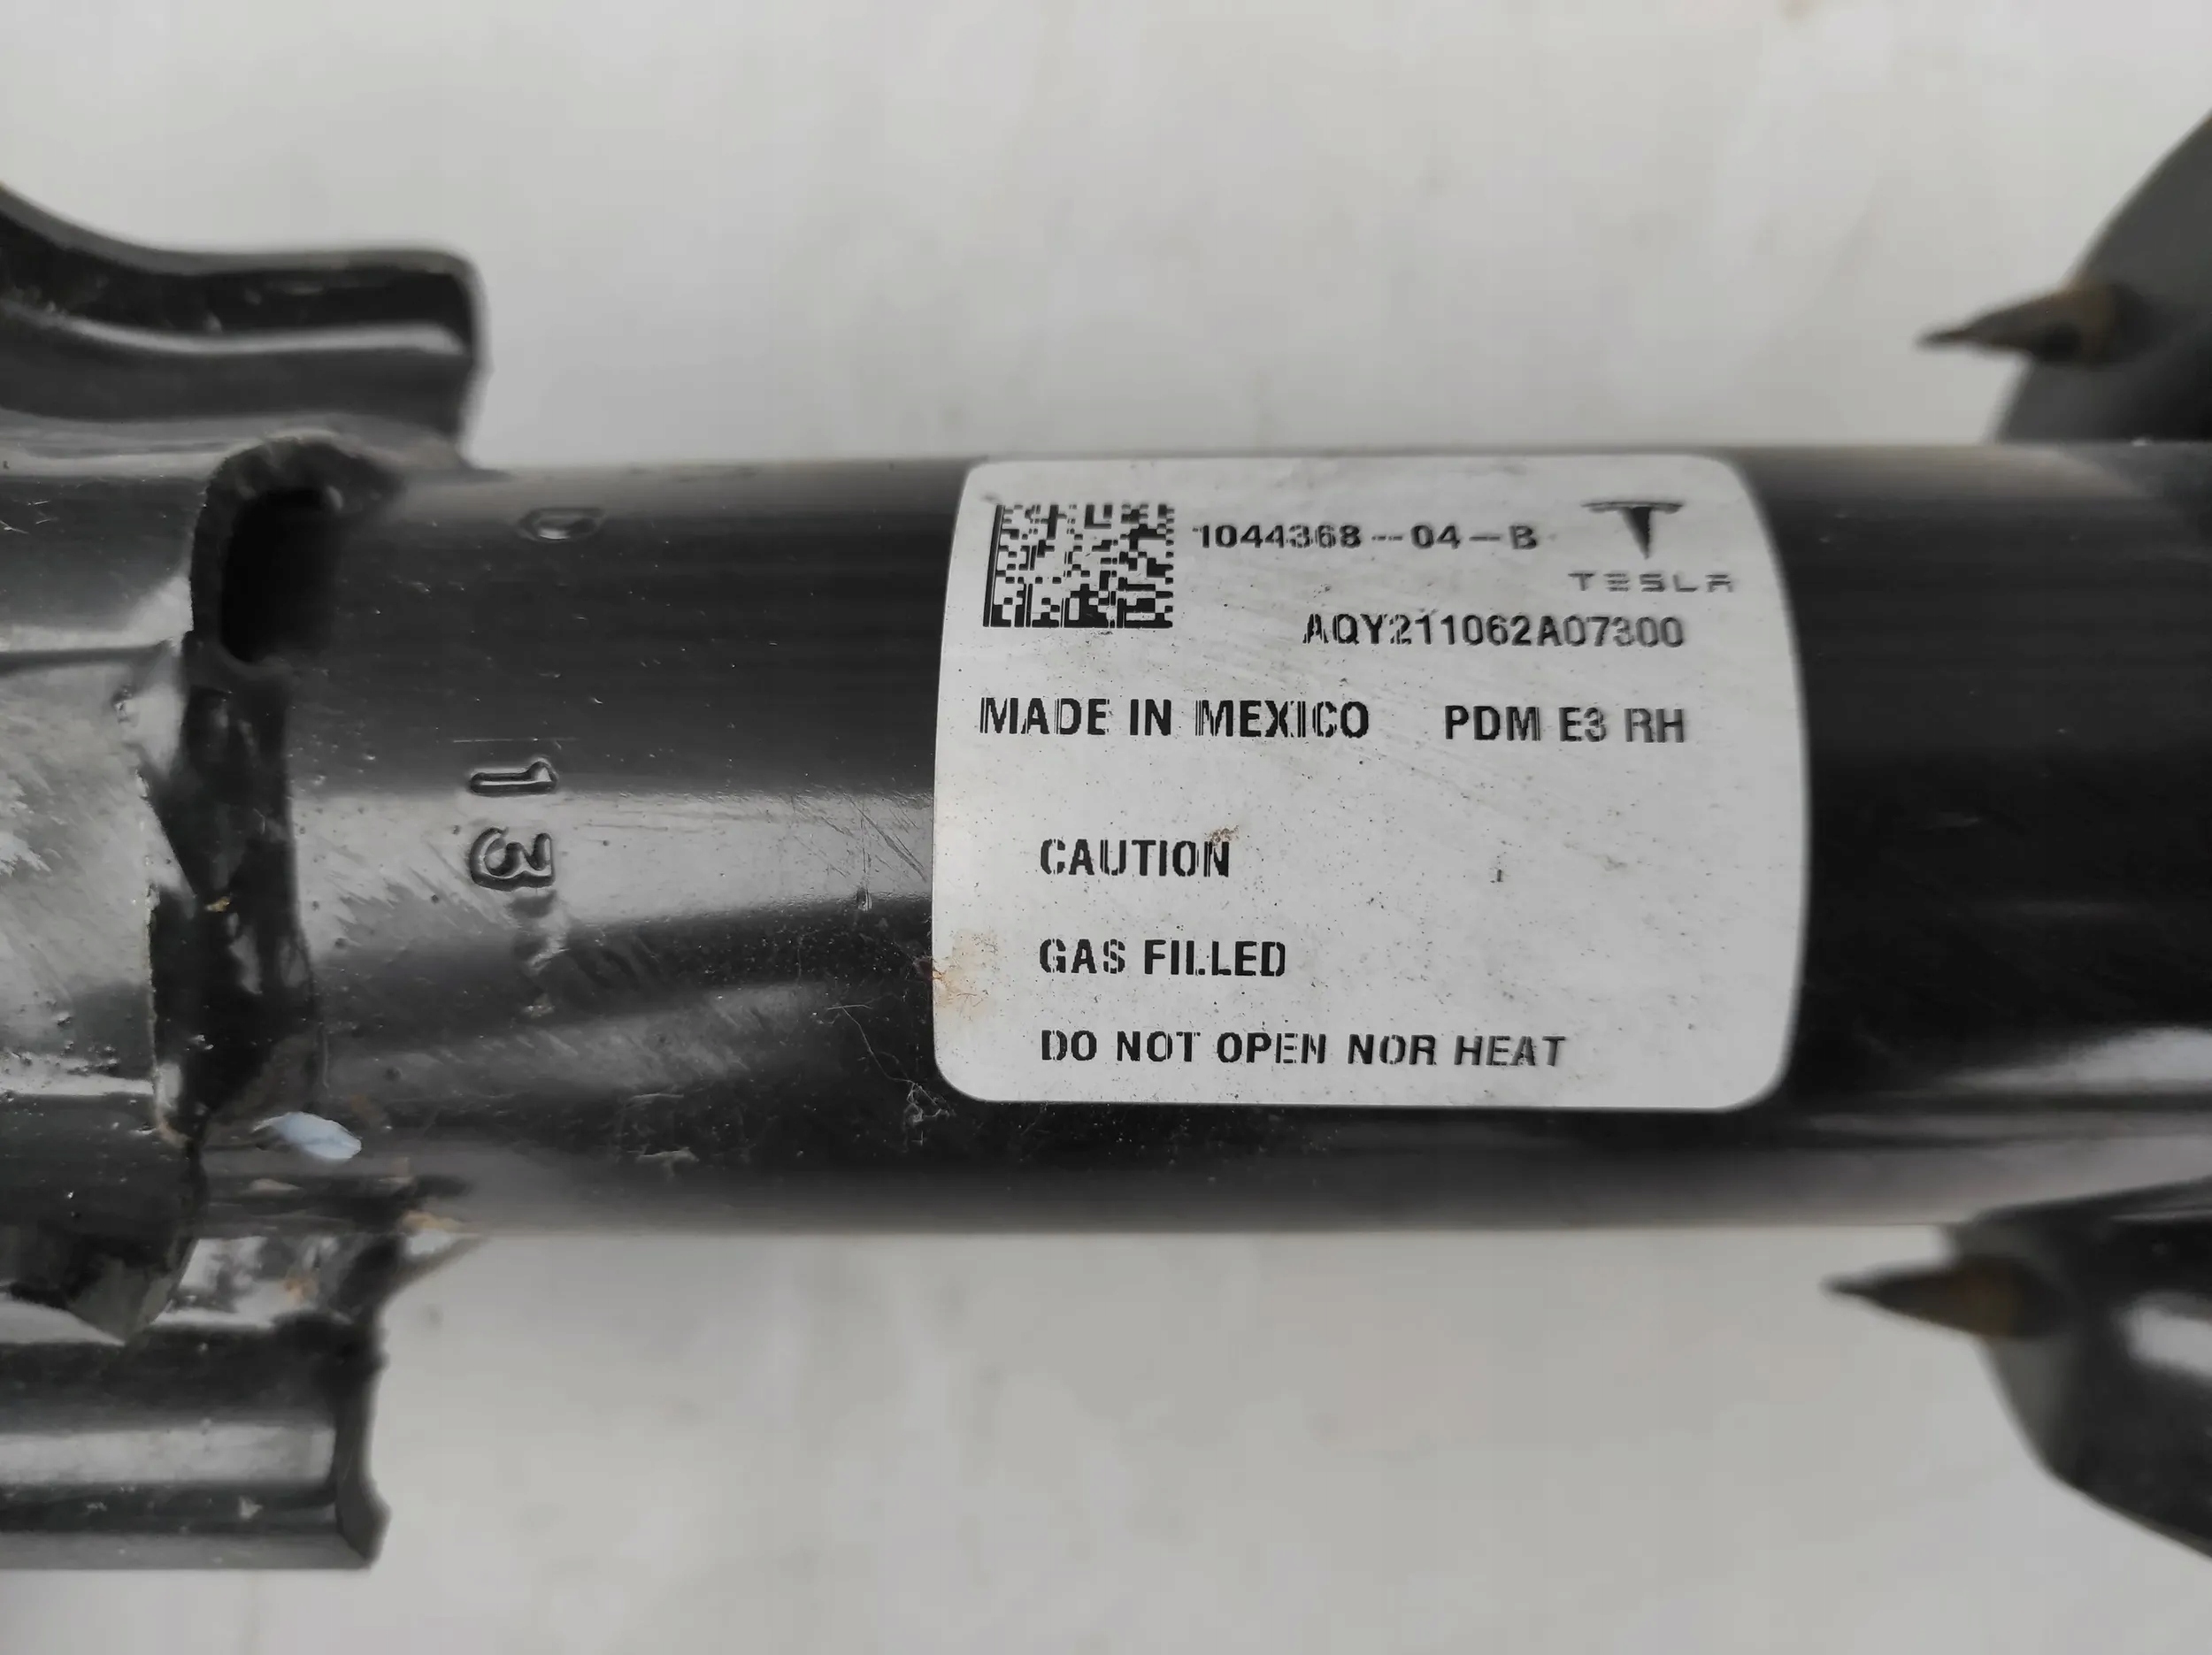 1044368-04-B
TESLA
AQY211062A07300
MADE IN MEXICO PDM E3 RH
CAUTION
GAS FILLED
DO NOT OPEN NOR HEAT
13